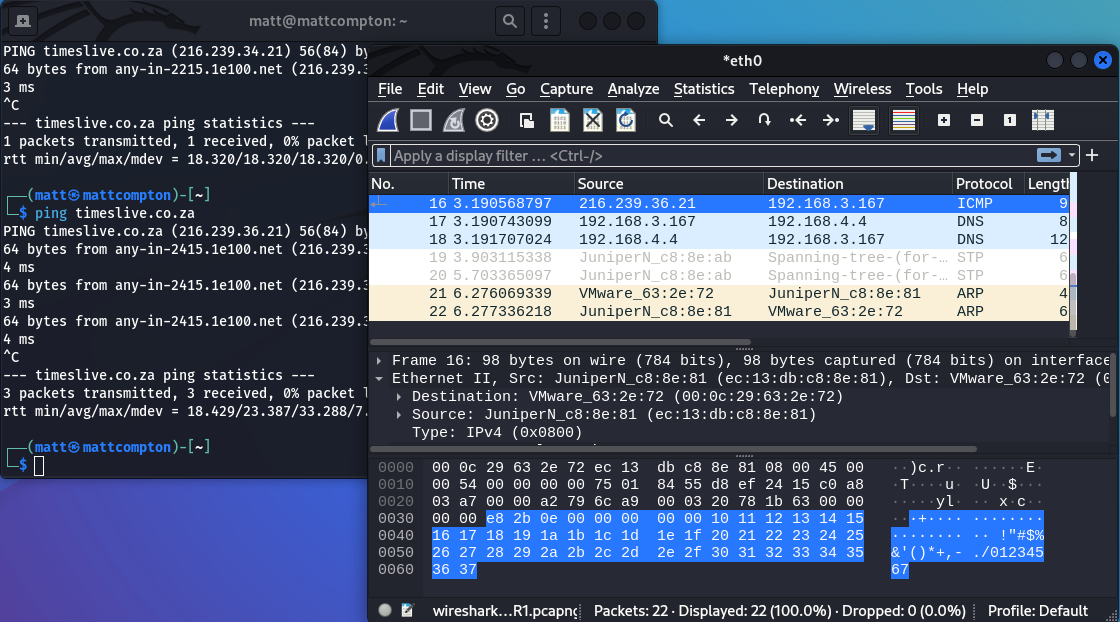 matt@mattcompton: ~
PING timeslive.co.za (216.239.34.21) 56(84) by
64 bytes from any-in-2215.1e100.net (216.239.3
3 ms
^C
--- timeslive.co.za ping statistics ---
1 packets transmitted, 1 received, 0% packet l
rtt min/avg/max/mdev = 18.320/18.320/18.320/0.
┌──(matt㉿mattcompton)-[~]
└─$ ping timeslive.co.za
PING timeslive.co.za (216.239.36.21) 56(84) by
64 bytes from any-in-2415.1e100.net (216.239.3
4 ms
64 bytes from any-in-2415.1e100.net (216.239.3
3 ms
64 bytes from any-in-2415.1e100.net (216.239.3
4 ms
^C
--- timeslive.co.za ping statistics ---
3 packets transmitted, 3 received, 0% packet l
rtt min/avg/max/mdev = 18.429/23.387/33.288/7.
┌──(matt㉿mattcompton)-[~]
└─$
*eth0
File Edit View Go Capture Analyze Statistics Telephony Wireless Tools Help
Apply a display filter … <Ctrl-/>
No. Time Source Destination Protocol Length
16 3.190568797 216.239.36.21 192.168.3.167 ICMP 9
17 3.190743099 192.168.3.167 192.168.4.4 DNS 8
18 3.191707024 192.168.4.4 192.168.3.167 DNS 12
19 3.903115338 JuniperN_c8:8e:ab Spanning-tree-(for-… STP 6
20 5.703365097 JuniperN_c8:8e:ab Spanning-tree-(for-… STP 6
21 6.276069339 VMware_63:2e:72 JuniperN_c8:8e:81 ARP 4
22 6.277336218 JuniperN_c8:8e:81 VMware_63:2e:72 ARP 6
Frame 16: 98 bytes on wire (784 bits), 98 bytes captured (784 bits) on interface
Ethernet II, Src: JuniperN_c8:8e:81 (ec:13:db:c8:8e:81), Dst: VMware_63:2e:72 (0
Destination: VMware_63:2e:72 (00:0c:29:63:2e:72)
Source: JuniperN_c8:8e:81 (ec:13:db:c8:8e:81)
Type: IPv4 (0x0800)
0000 00 0c 29 63 2e 72 ec 13 db c8 8e 81 08 00 45 00 ··)c.r·· ······E·
0010 00 54 00 00 00 00 75 01 84 55 d8 ef 24 15 c0 a8 ·T····u· ·U··$···
0020 03 a7 00 00 a2 79 6c a9 00 03 20 78 1b 63 00 00 ·····yl· ·· x·c··
0030 00 00 e8 2b 0e 00 00 00 00 00 10 11 12 13 14 15 ···+···· ········
0040 16 17 18 19 1a 1b 1c 1d 1e 1f 20 21 22 23 24 25 ········ ·· !"#$%
0050 26 27 28 29 2a 2b 2c 2d 2e 2f 30 31 32 33 34 35 &'()*+,- ./012345
0060 36 37 67
wireshark…R1.pcapng Packets: 22 · Displayed: 22 (100.0%) · Dropped: 0 (0.0%) Profile: Default